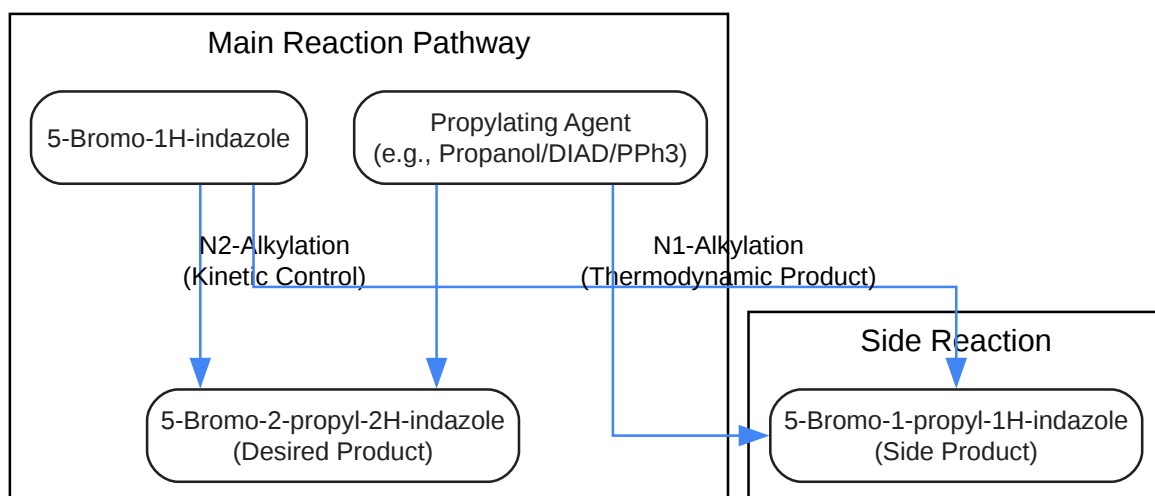 Main Reaction Pathway
5-Bromo-1H-indazole
Propylating Agent
(e.g., Propanol/DIAD/PPh3)
N2-Alkylation
(Kinetic Control)
N1-Alkylation
(Thermodynamic Product)
Side Reaction
5-Bromo-2-propyl-2H-indazole
(Desired Product)
5-Bromo-1-propyl-1H-indazole
(Side Product)